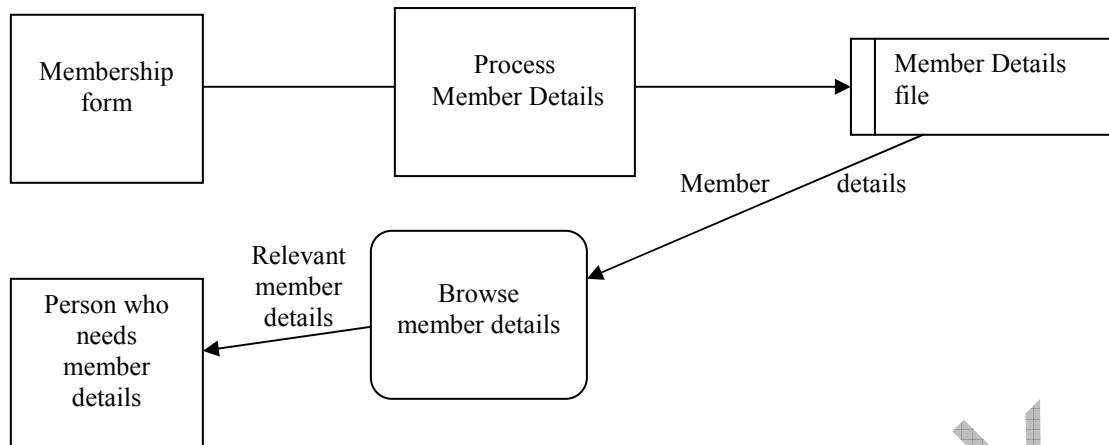 Membership
form
Process
Member Details
Member Details
file
Member details
Relevant
member
details
Browse
member details
Person who
needs
member
details